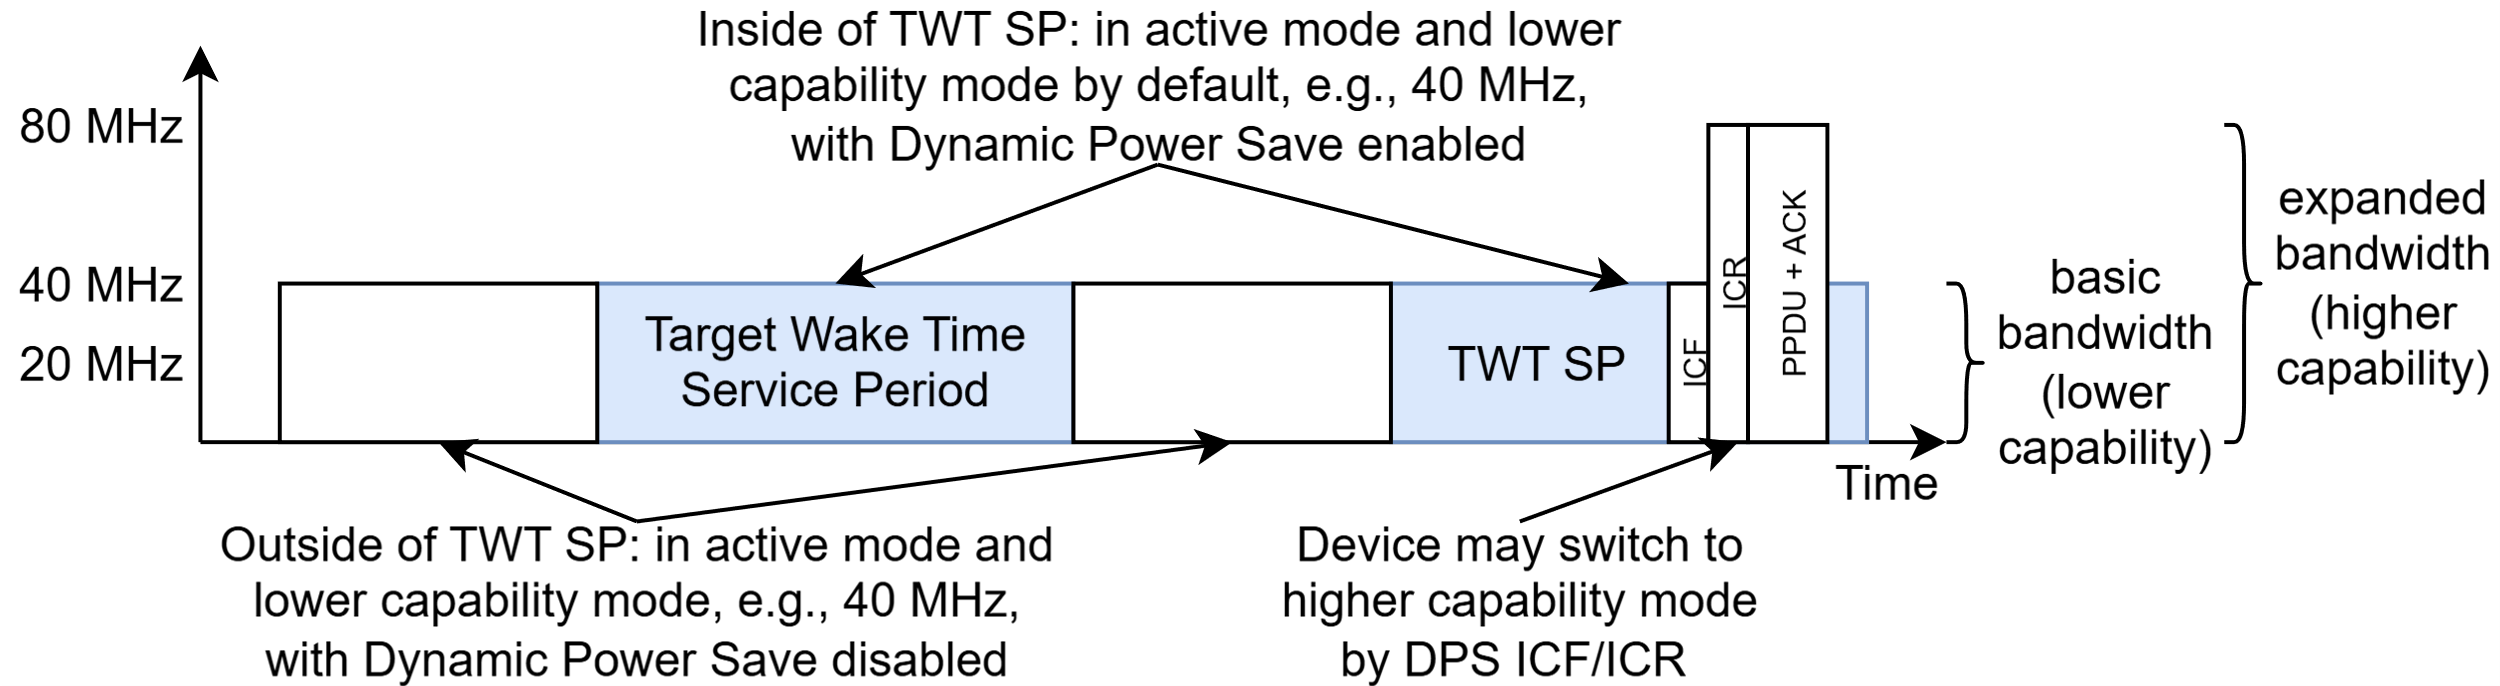 Inside of TWT SP: in active mode and lower
capability mode by default, e.g., 40 MHz,
with Dynamic Power Save enabled
80 MHz
40 MHz
20 MHz
Target Wake Time
Service Period
TWT SP
ICF
ICR
PPDU + ACK
basic
bandwidth
(lower
capability)
expanded
bandwidth
(higher
capability)
Time
Outside of TWT SP: in active mode and
lower capability mode, e.g., 40 MHz,
with Dynamic Power Save disabled
Device may switch to
higher capability mode
by DPS ICF/ICR